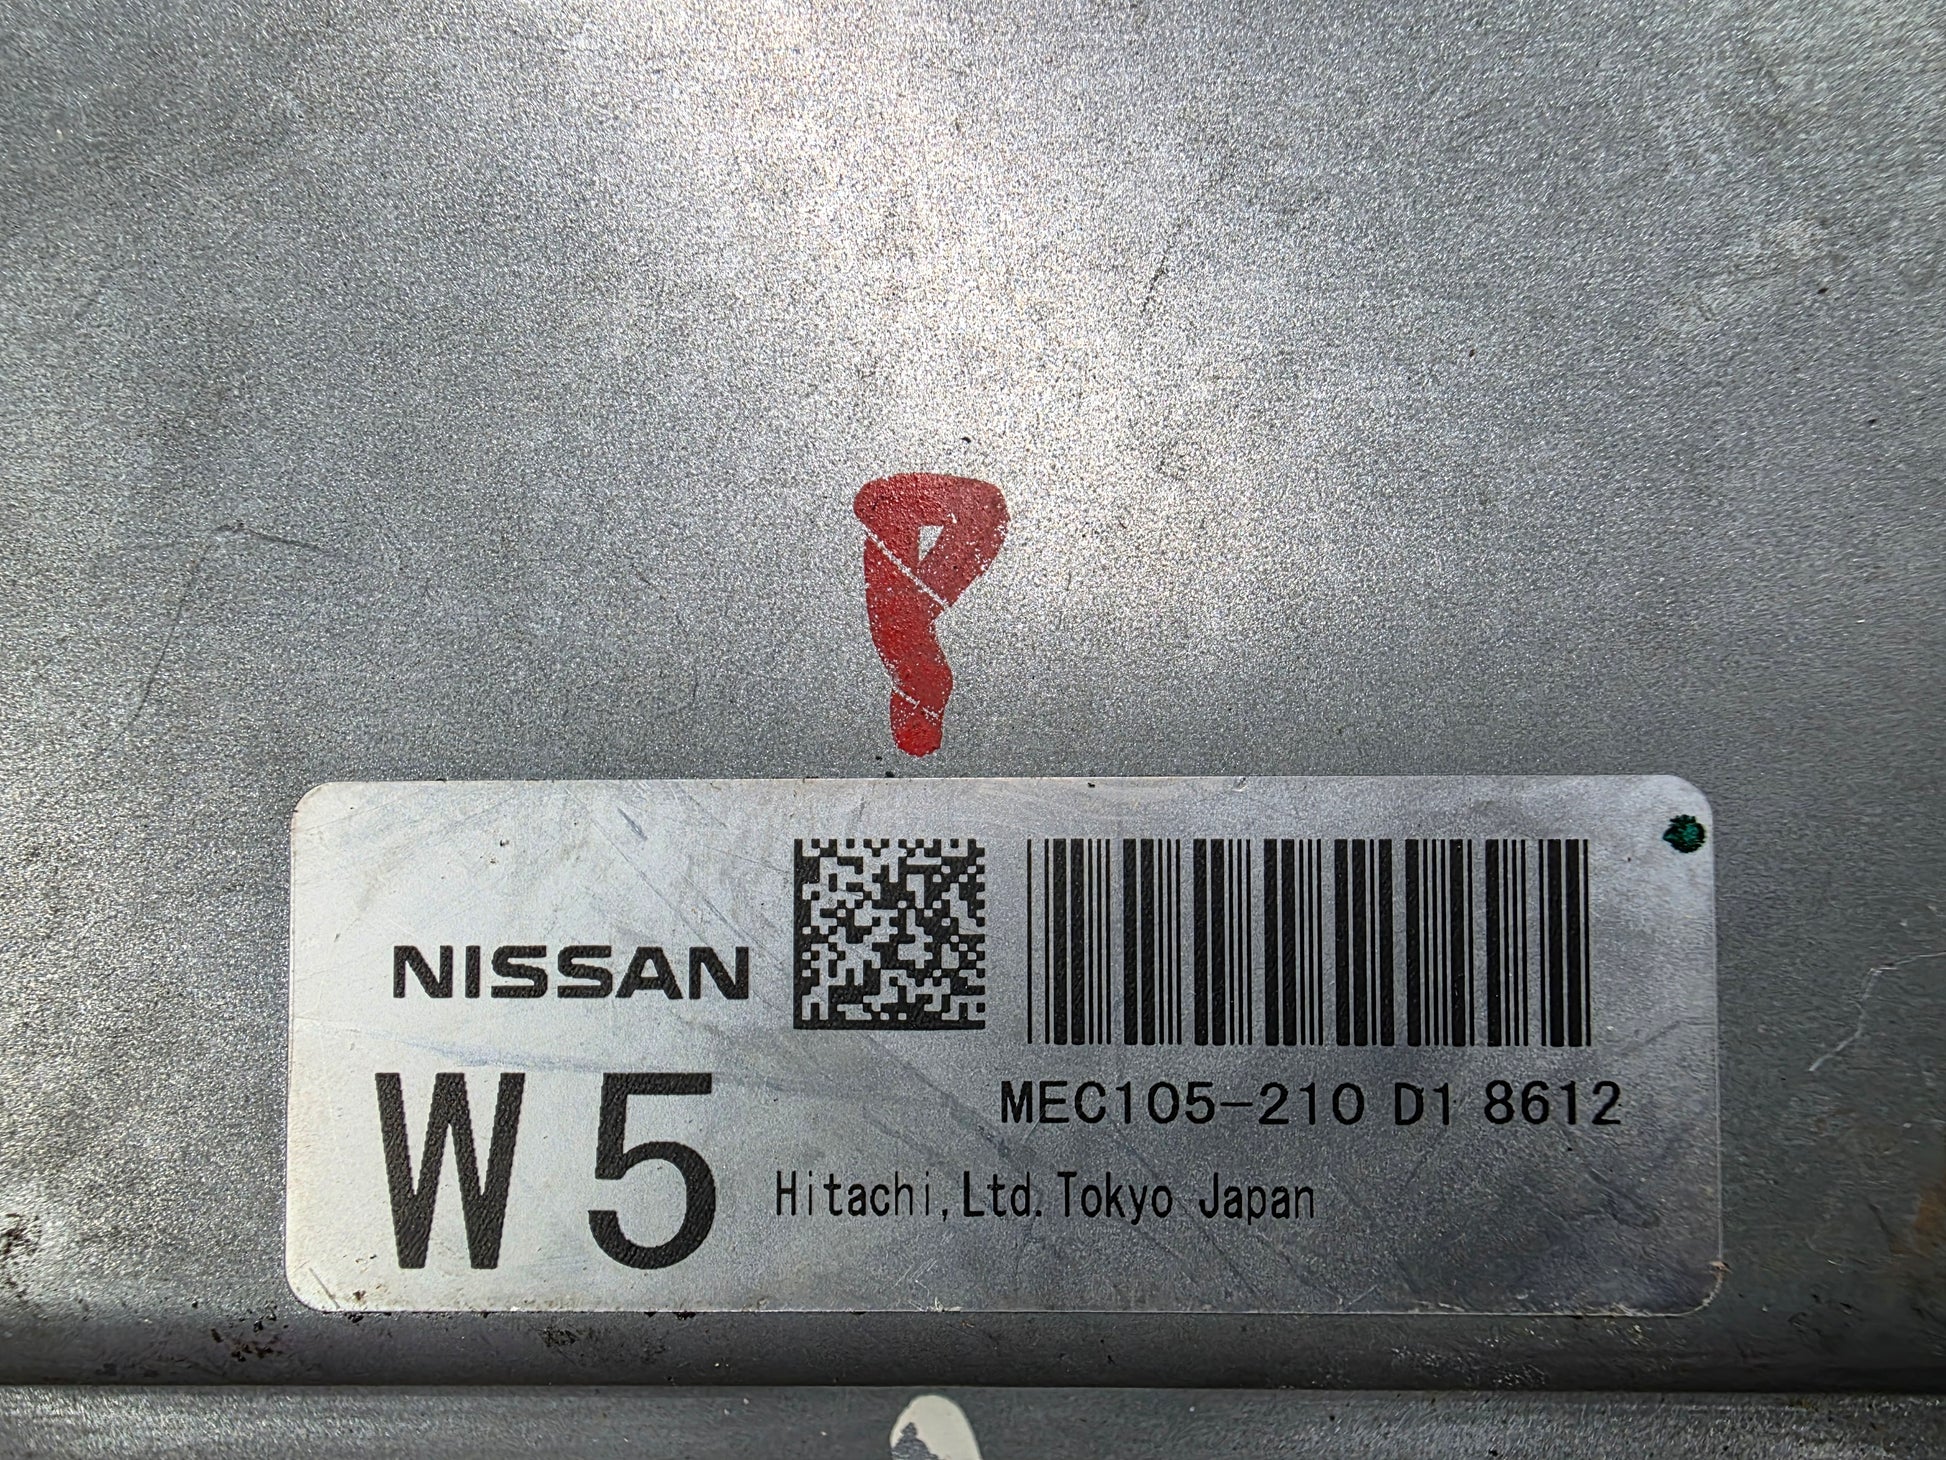 P
NISSAN
W5
MEC105-210 D1 8612
Hitachi,Ltd.Tokyo Japan